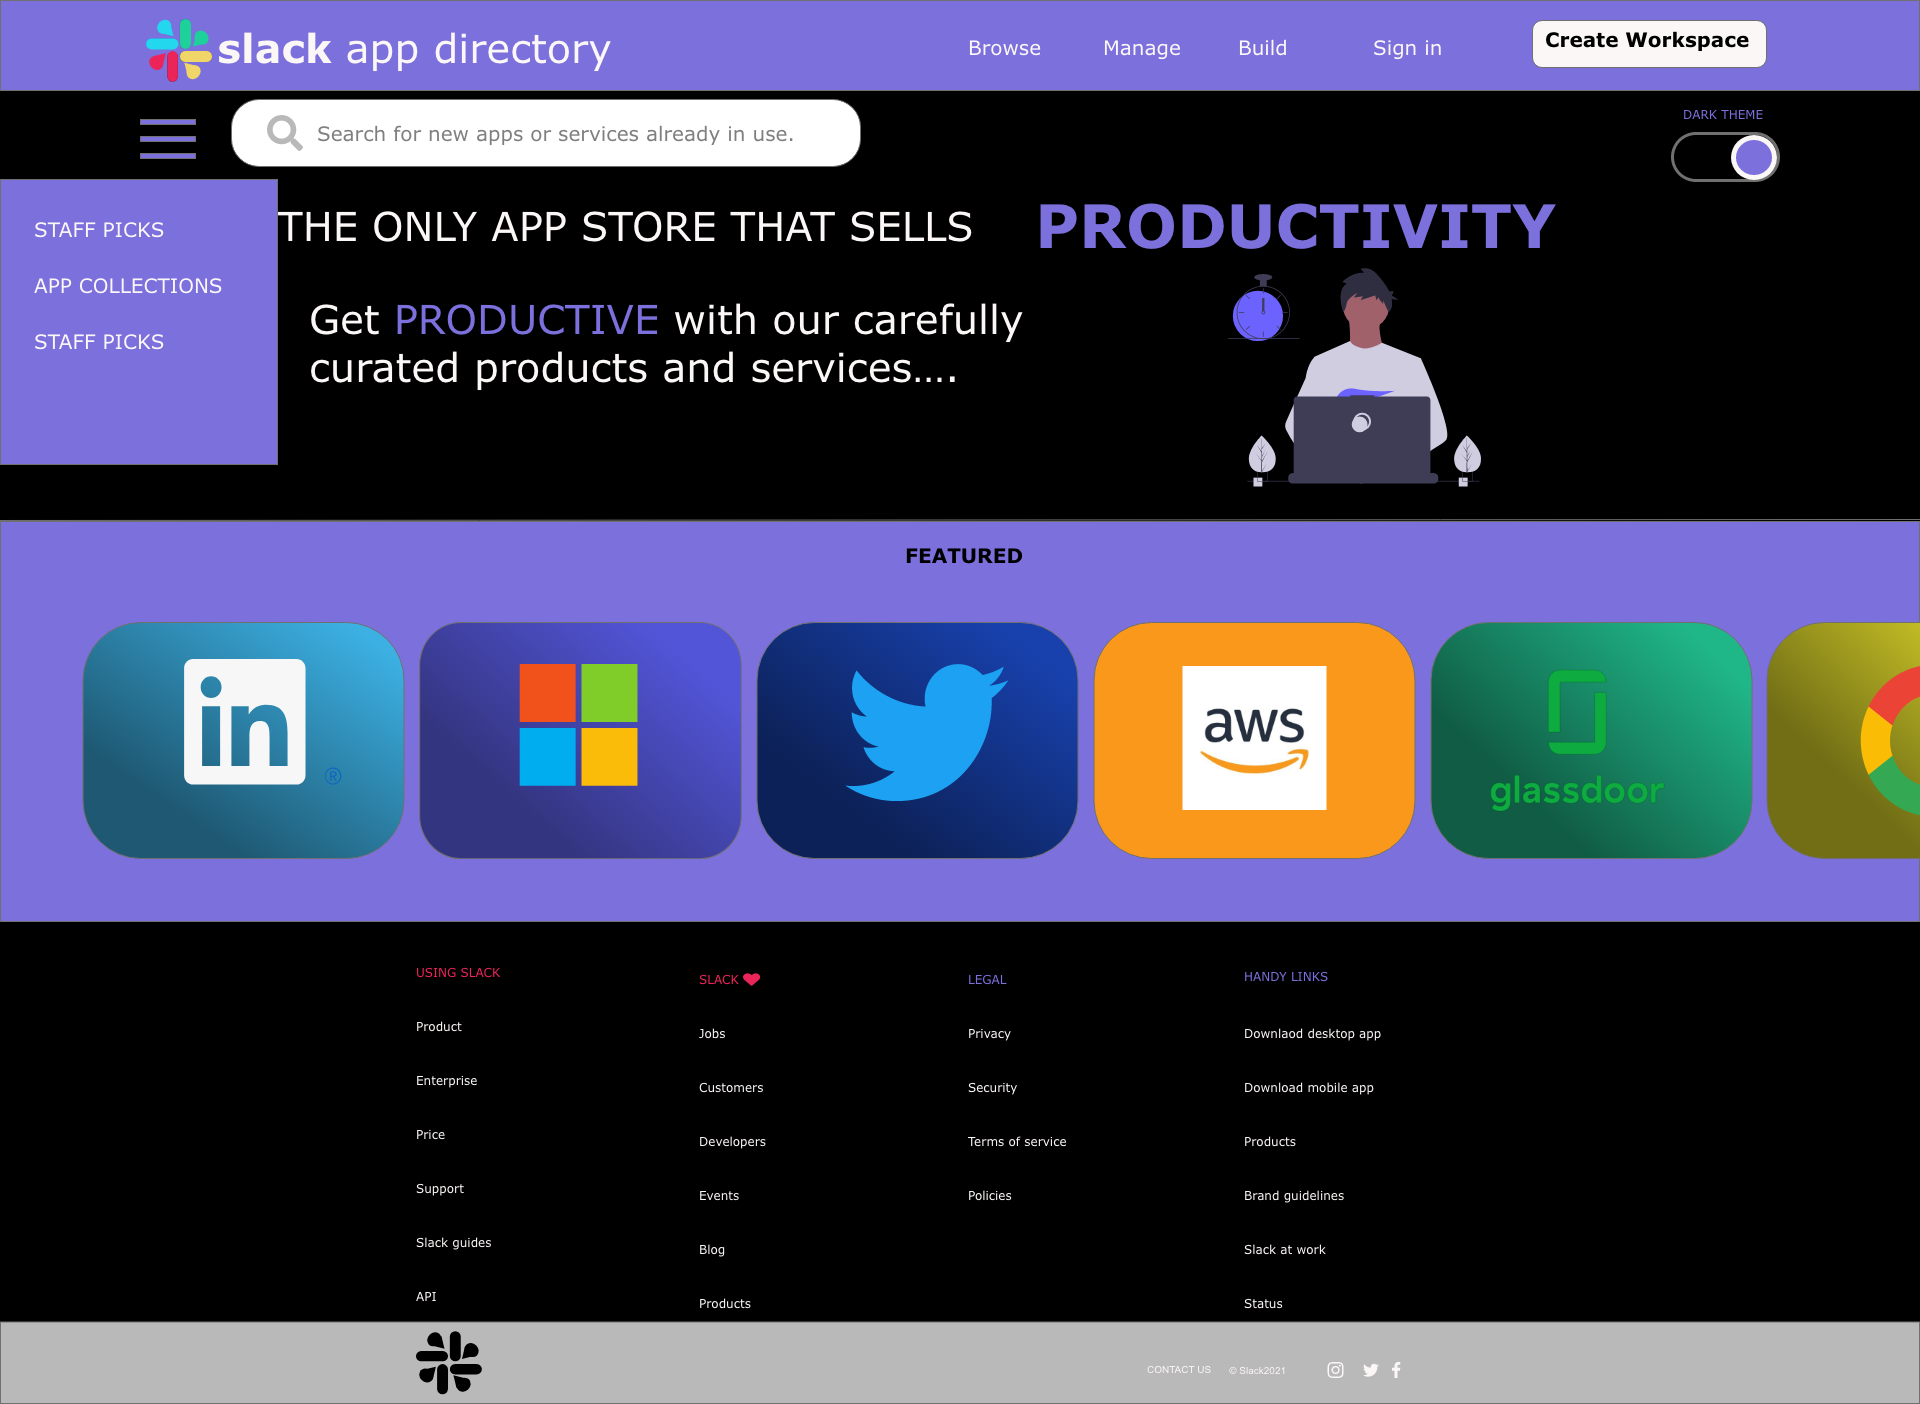 slack app directory
Browse
Manage
Build
Sign in
Create Workspace
Search for new apps or services already in use.
DARK THEME
STAFF PICKS
APP COLLECTIONS
STAFF PICKS
THE ONLY APP STORE THAT SELLS
PRODUCTIVITY
Get PRODUCTIVE with our carefully
curated products and services....
FEATURED
in
®
aws
glassdoor
USING SLACK
Product
Enterprise
Price
Support
Slack guides
API
SLACK
Jobs
Customers
Developers
Events
Blog
Products
LEGAL
Privacy
Security
Terms of service
Policies
HANDY LINKS
Downlaod desktop app
Download mobile app
Products
Brand guidelines
Slack at work
Status
CONTACT US
© Slack2021